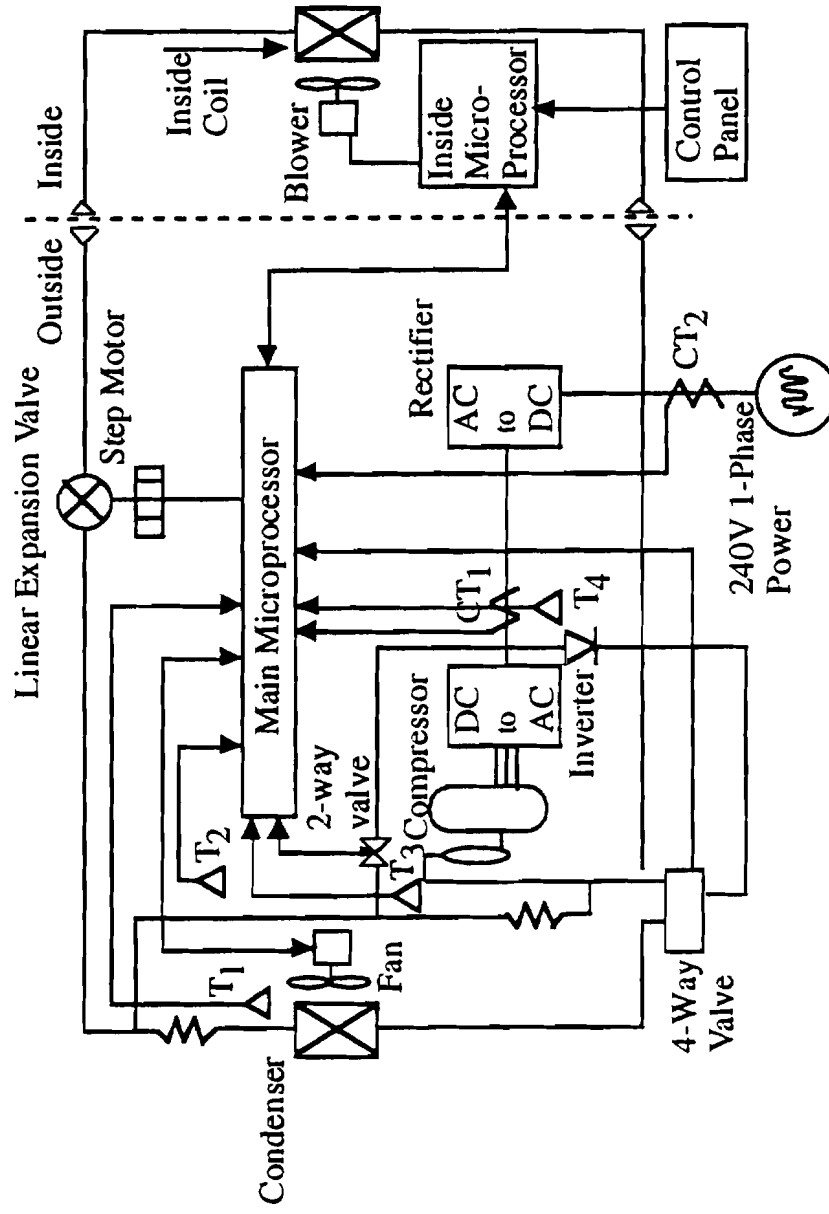 Linear Expansion Valve
Step Motor
Outside
Inside
Inside
Coil
Blower
Inside
Micro-
Processor
Control
Panel
Main Microprocessor
T1
T2
T3
T4
Condenser
Fan
2-way
valve
Compressor
DC
to
AC
Inverter
CT1
Rectifier
AC
to
DC
CT2
240V 1-Phase
Power
4-Way
Valve